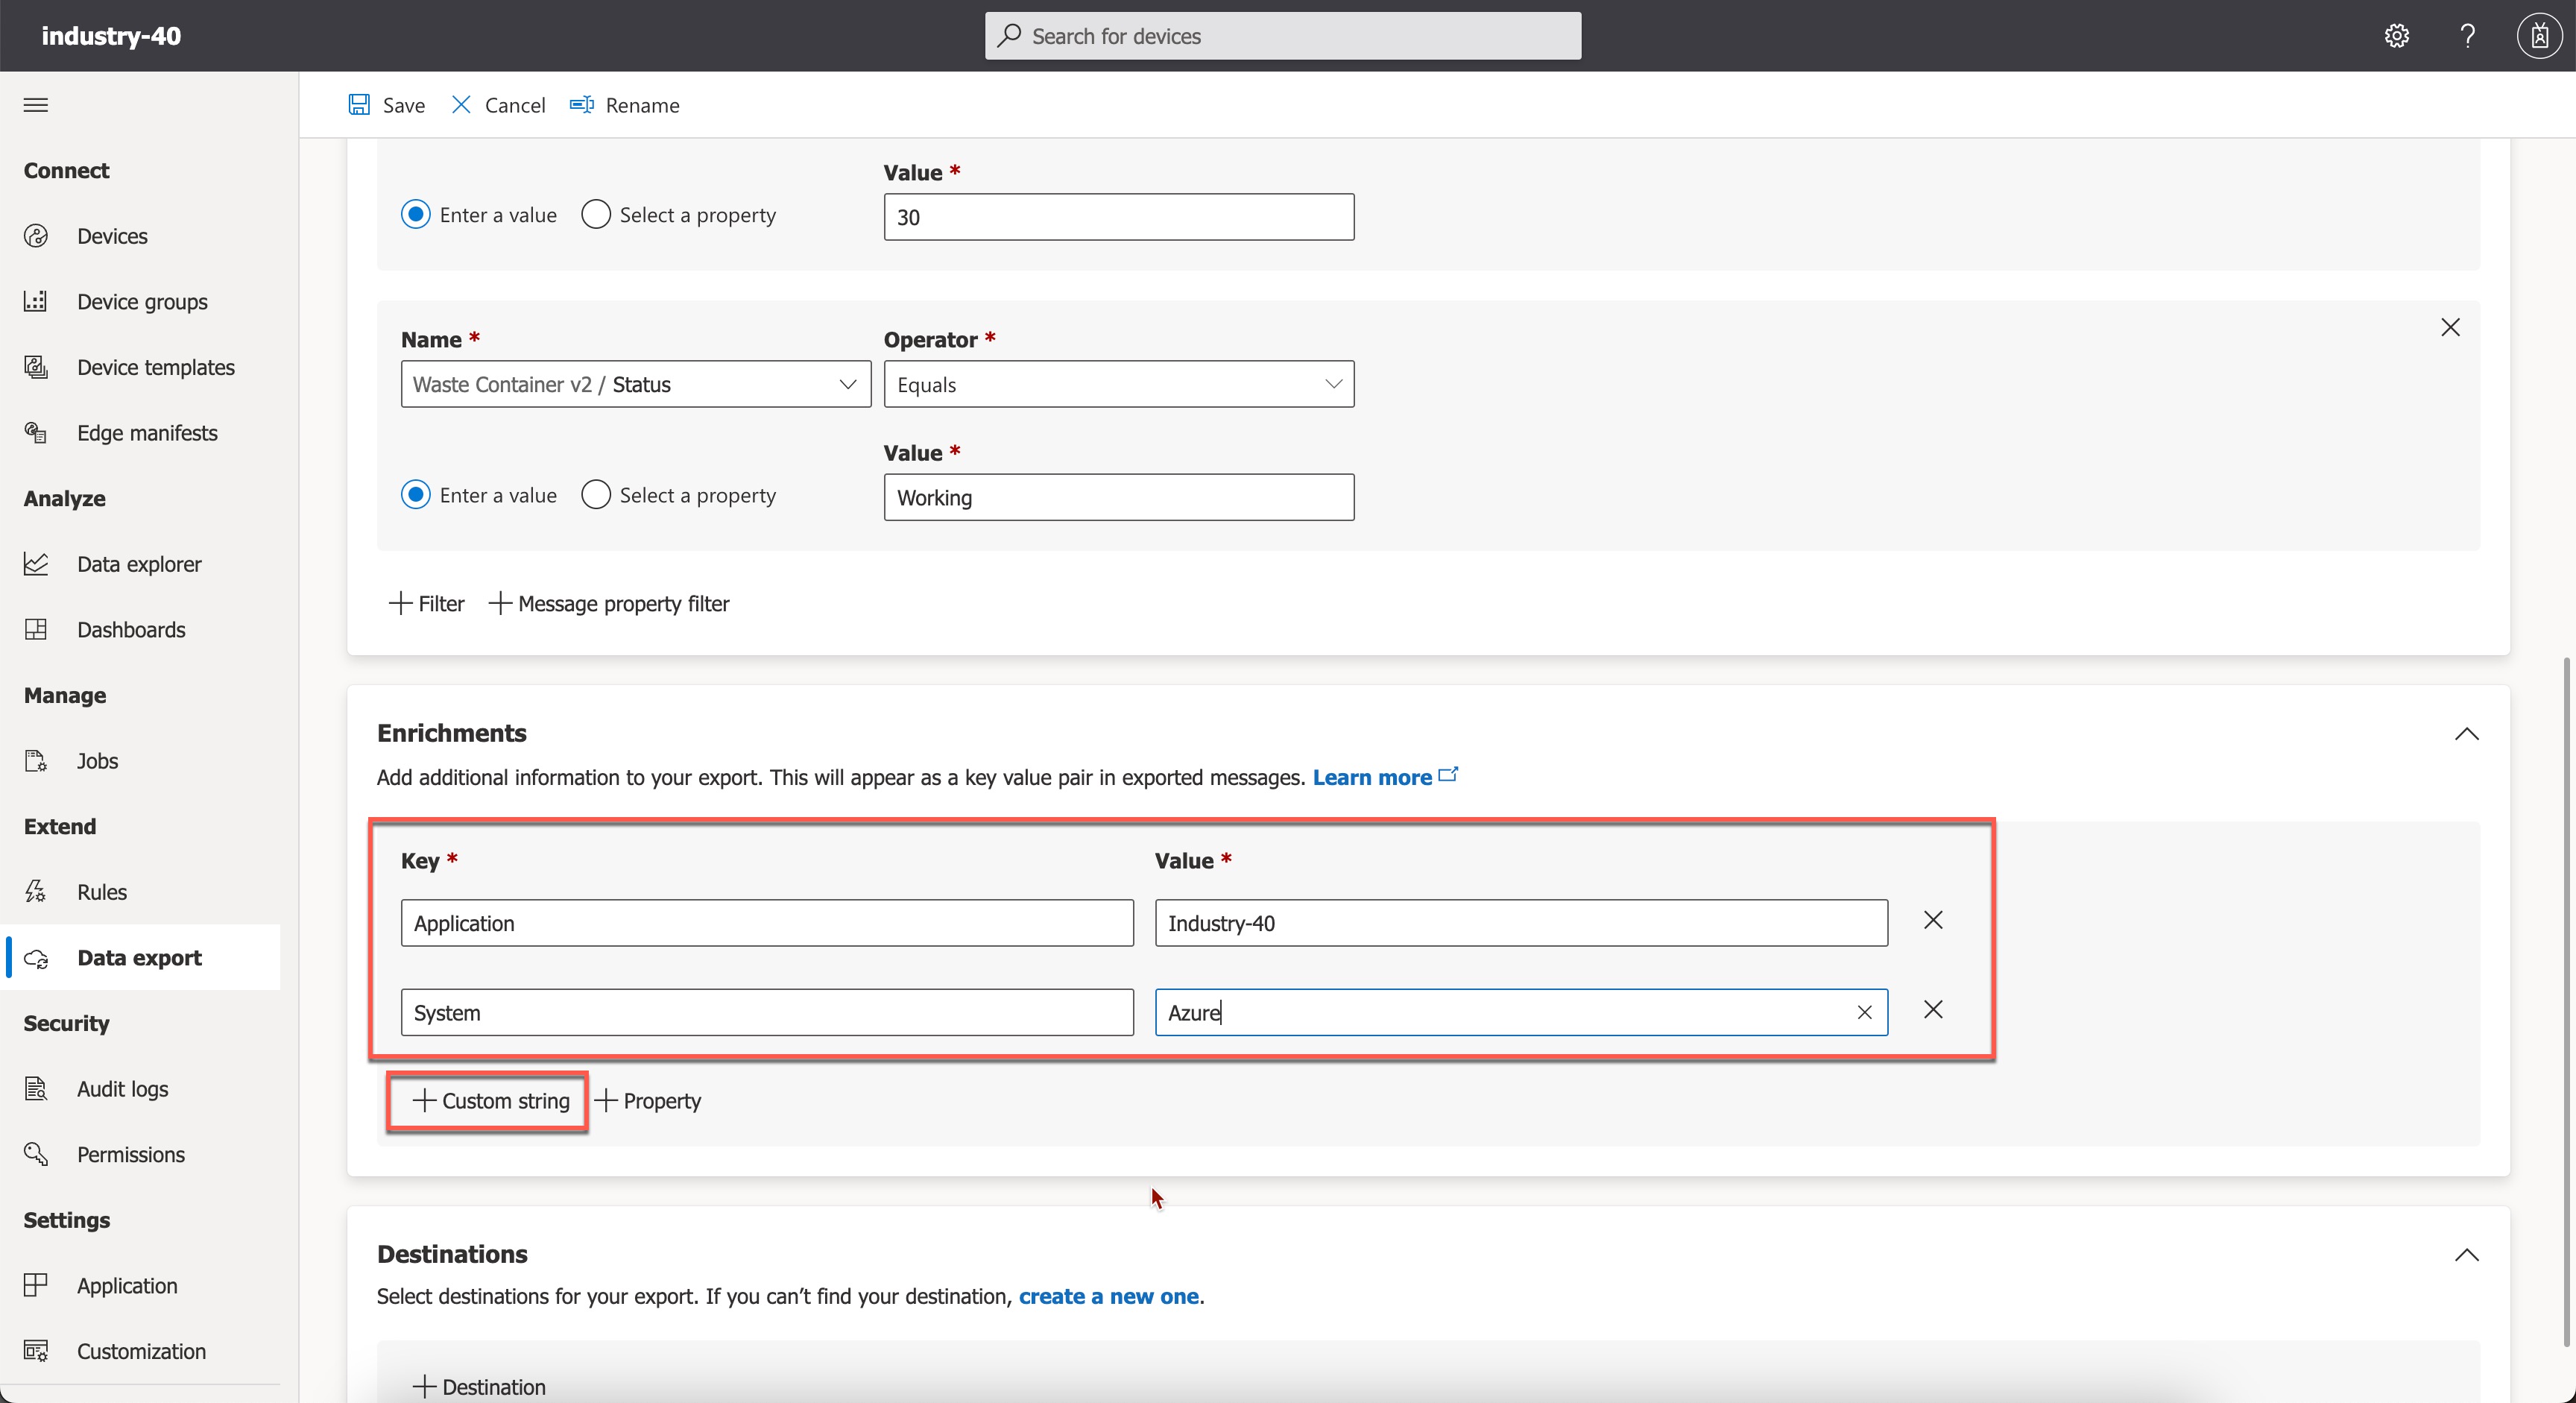 industry-40
Search for devices
Save Cancel Rename
Connect
Devices
Device groups
Device templates
Edge manifests
Analyze
Data explorer
Dashboards
Manage
Jobs
Extend
Rules
Data export
Security
Audit logs
Permissions
Settings
Application
Customization
Value *
Enter a value Select a property 30
Name * Operator *
Waste Container v2 / Status Equals
Value *
Enter a value Select a property Working
Filter Message property filter
Enrichments
Add additional information to your export. This will appear as a key value pair in exported messages. Learn more
Key * Value *
Application Industry-40
System Azure
Custom string Property
Destinations
Select destinations for your export. If you can’t find your destination, create a new one.
Destination